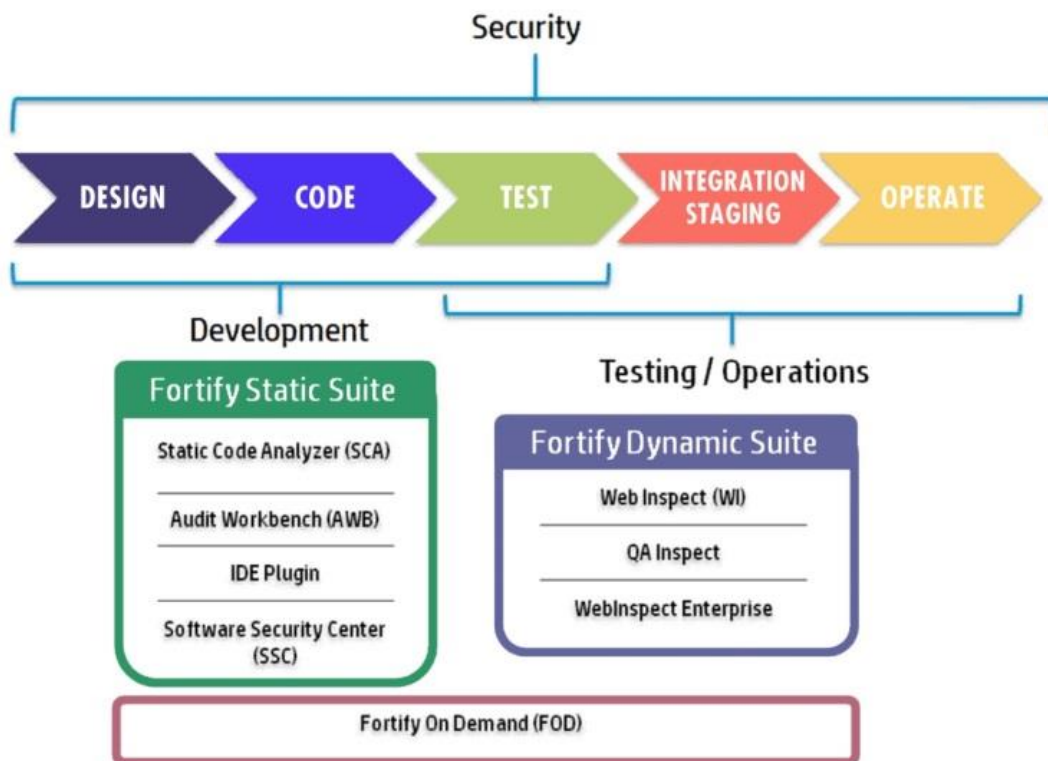 Security
DESIGN
CODE
TEST
INTEGRATION
STAGING
OPERATE
Development
Testing / Operations
Fortify Static Suite
Static Code Analyzer (SCA)
Audit Workbench (AWB)
IDE Plugin
Software Security Center
(SSC)
Fortify Dynamic Suite
Web Inspect (WI)
QA Inspect
WebInspect Enterprise
Fortify On Demand (FOD)